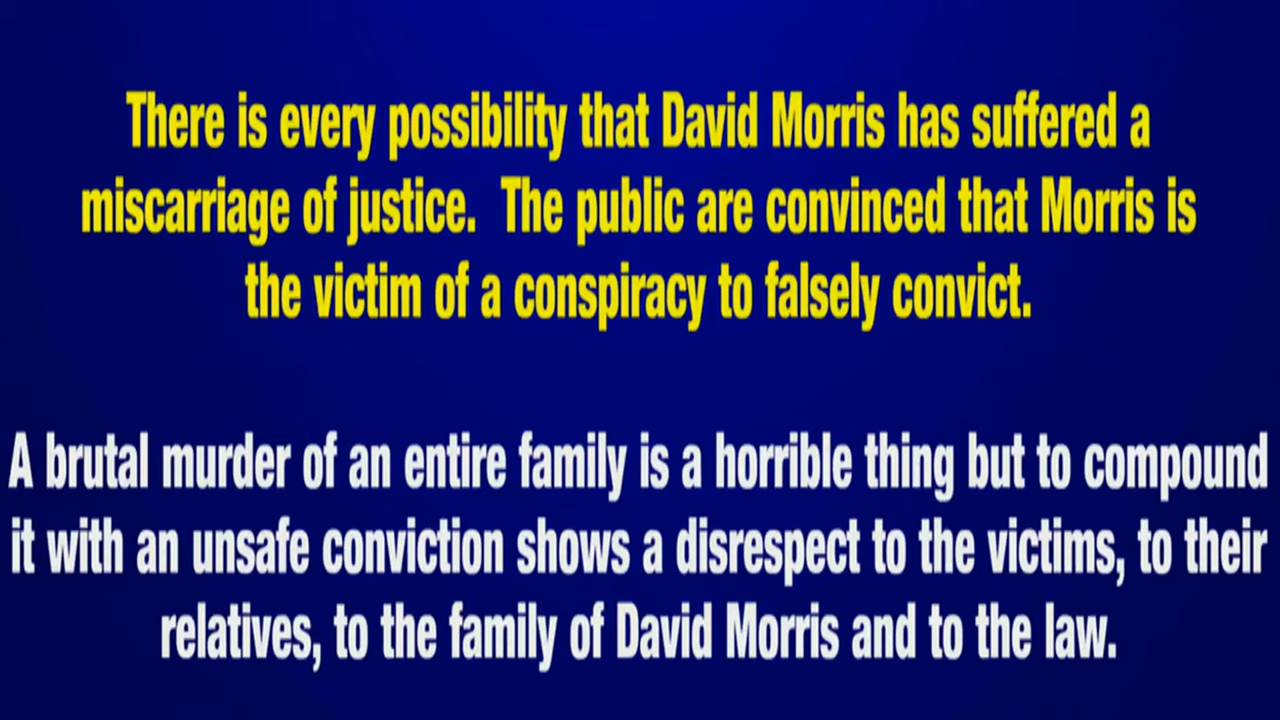 There is every possibility that David Morris has suffered a
miscarriage of justice.  The public are convinced that Morris is
the victim of a conspiracy to falsely convict.
A brutal murder of an entire family is a horrible thing but to compound
it with an unsafe conviction shows a disrespect to the victims, to their
relatives, to the family of David Morris and to the law.